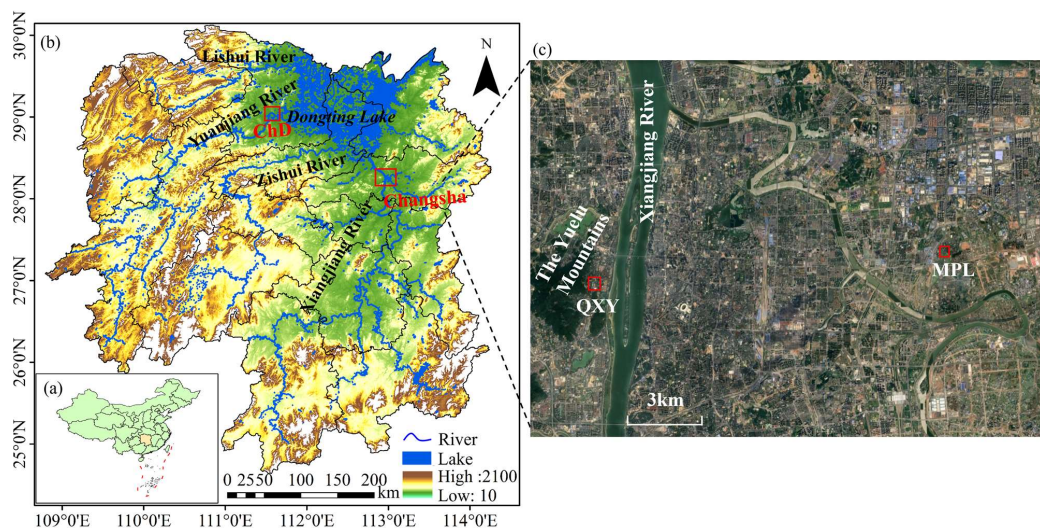 (b)
30°0'N
29°0'N
28°0'N
27°0'N
26°0'N
25°0'N
N
Lishui River
Yuanjiang River
ChD
Dongting Lake
Zishui River
Changsha
Xiangjiang River
(a)
River
Lake
High :2100
Low: 10
0 25 50 100 150 200
km
109°0'E 110°0'E 111°0'E 112°0'E 113°0'E 114°0'E
(c)
Xiangjiang River
The Yuelu
Mountains
QXY
MPL
3km